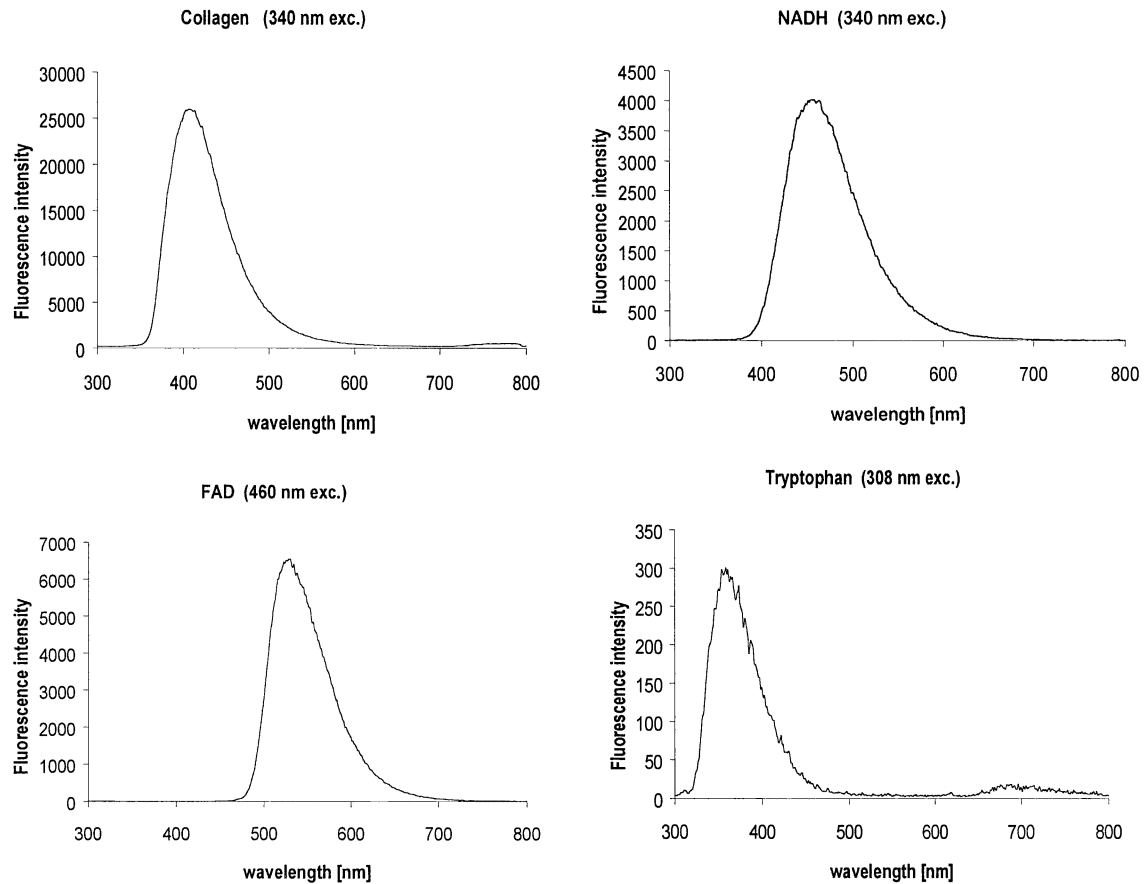 Collagen (340 nm exc.)
Fluorescence intensity
30000
25000
20000
15000
10000
5000
0
300 400 500 600 700 800
wavelength [nm]
NADH (340 nm exc.)
Fluorescence intensity
4500
4000
3500
3000
2500
2000
1500
1000
500
0
300 400 500 600 700 800
wavelength [nm]
FAD (460 nm exc.)
Fluorescence intensity
7000
6000
5000
4000
3000
2000
1000
0
300 400 500 600 700 800
wavelength [nm]
Tryptophan (308 nm exc.)
Fluorescence intensity
350
300
250
200
150
100
50
0
300 400 500 600 700 800
wavelength [nm]